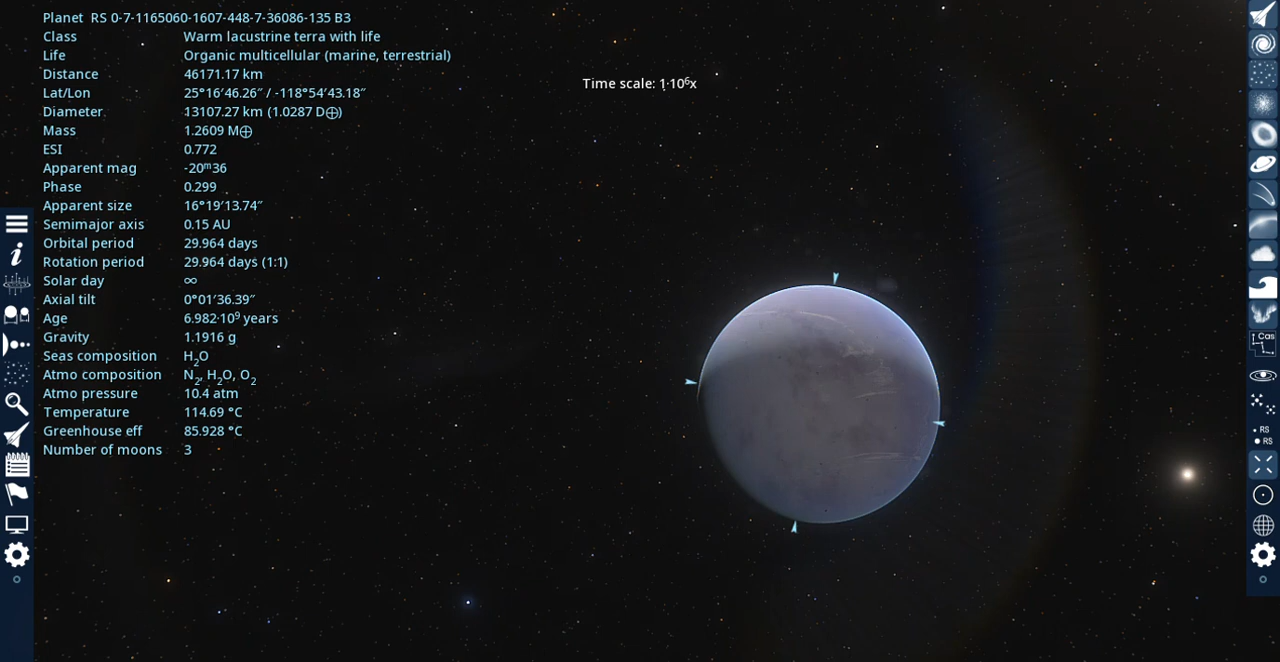 Planet RS 0-7-1165060-1607-448-7-36086-135 B3
Class Warm lacustrine terra with life
Life Organic multicellular (marine, terrestrial)
Distance 46171.17 km
Lat/Lon 25°16′46.26″ / -118°54′43.18″
Diameter 13107.27 km (1.0287 D⊕)
Mass 1.2609 M⊕
ESI 0.772
Apparent mag -20ᵐ36
Phase 0.299
Apparent size 16°19′13.74″
Semimajor axis 0.15 AU
Orbital period 29.964 days
Rotation period 29.964 days (1:1)
Solar day ∞
Axial tilt 0°01′36.39″
Age 6.982·10⁹ years
Gravity 1.1916 g
Seas composition H₂O
Atmo composition N₂, H₂O, O₂
Atmo pressure 10.4 atm
Temperature 114.69 °C
Greenhouse eff 85.928 °C
Number of moons 3
Time scale: 1·10⁶x
Cas
RS
RS